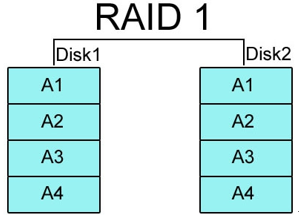 RAID 1
Disk1 Disk2
A1 A1
A2 A2
A3 A3
A4 A4